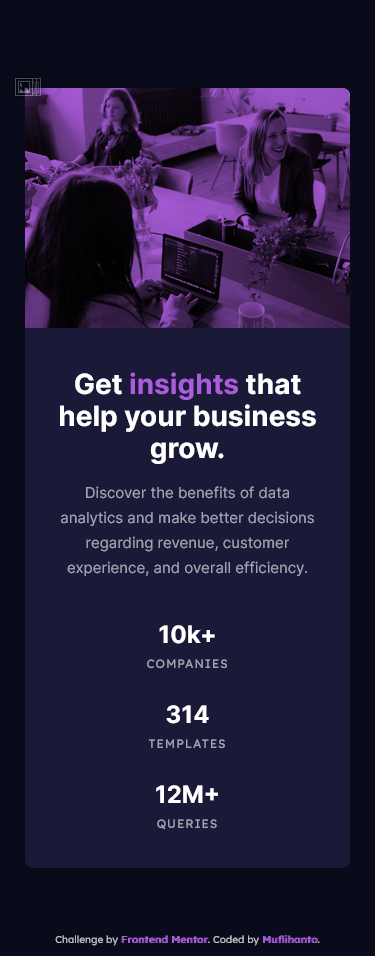 Get insights that
help your business
grow.
Discover the benefits of data
analytics and make better decisions
regarding revenue, customer
experience, and overall efficiency.
10k+
COMPANIES
314
TEMPLATES
12M+
QUERIES
Challenge by Frontend Mentor. Coded by Muflihanto.